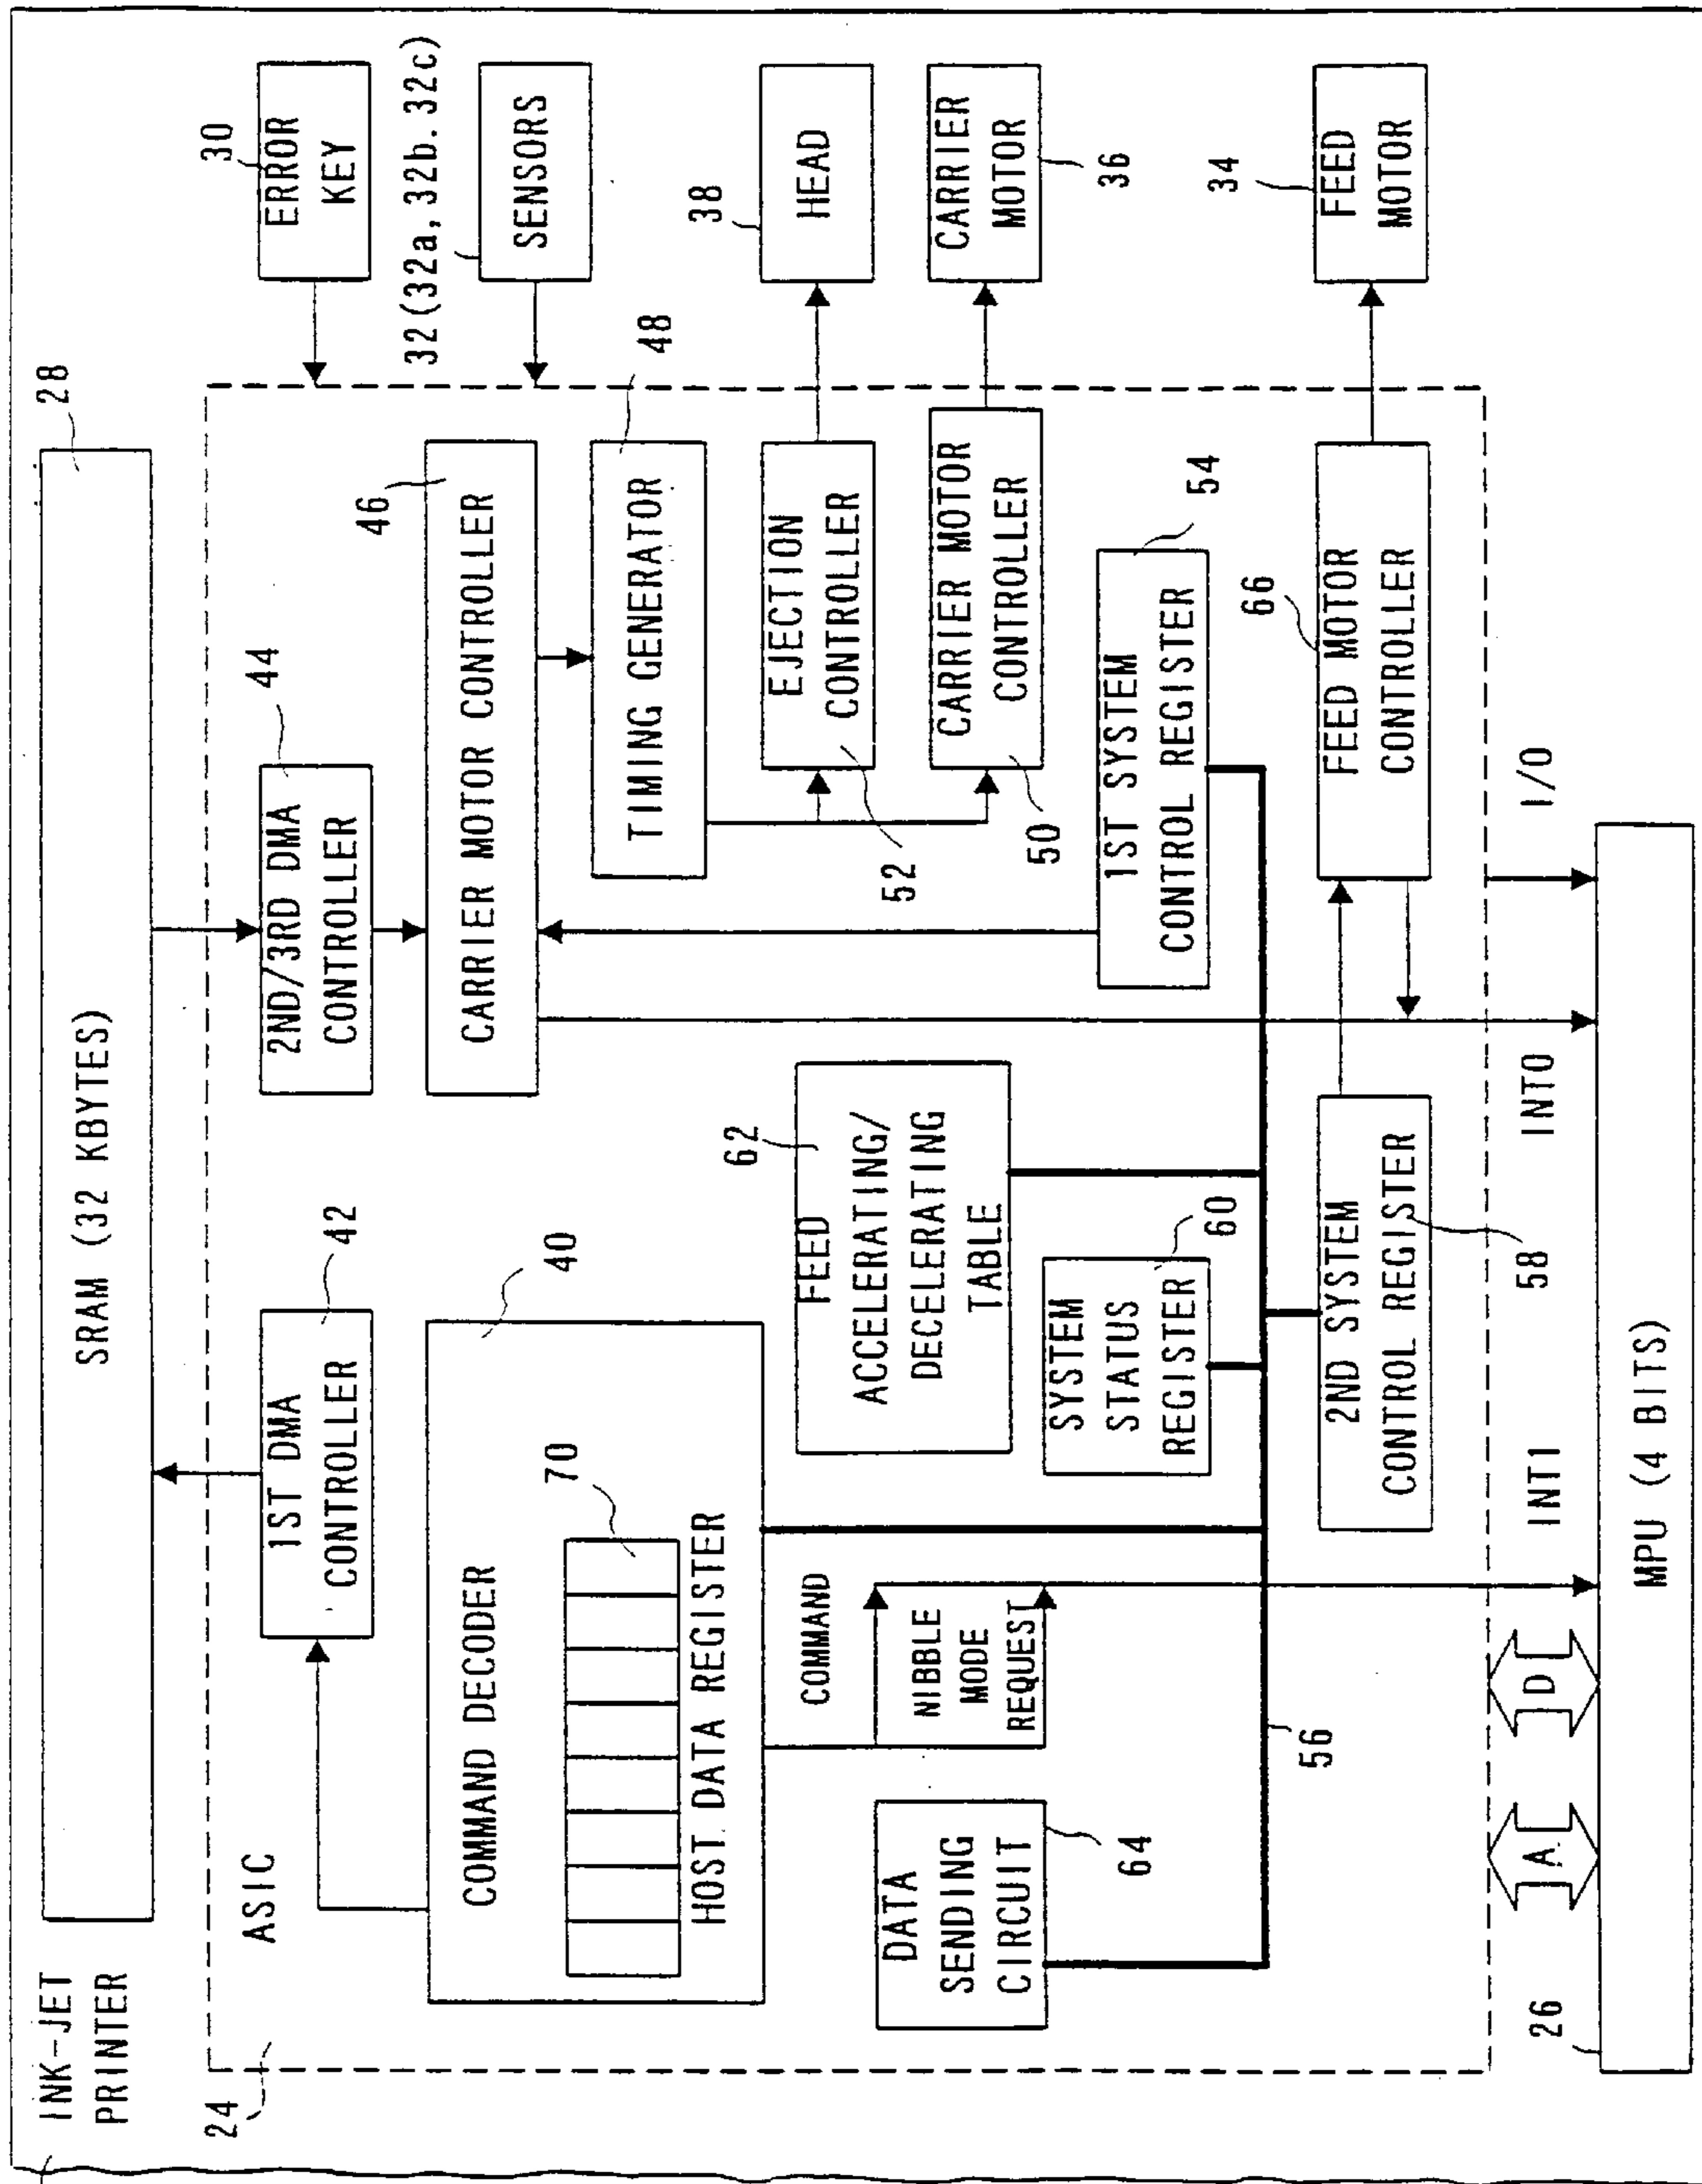 INK-JET
PRINTER
SRAM (32 KBYTES)
28
24
ASIC
1ST DMA
CONTROLLER
42
2ND/3RD DMA
CONTROLLER
44
ERROR
KEY
30
COMMAND DECODER
40
70
HOST DATA REGISTER
CARRIER MOTOR CONTROLLER
46
32(32a,32b.32c)
SENSORS
TIMING GENERATOR
48
COMMAND
NIBBLE
MODE
REQUEST
FEED
ACCELERATING/
DECELERATING
TABLE
62
EJECTION
CONTROLLER
52
38
HEAD
DATA
SENDING
CIRCUIT
64
SYSTEM
STATUS
REGISTER
60
CARRIER MOTOR
CONTROLLER
50
CARRIER
MOTOR
36
1ST SYSTEM
CONTROL REGISTER
54
56
2ND SYSTEM
CONTROL REGISTER
58
FEED MOTOR
CONTROLLER
66
34
FEED
MOTOR
A
D
INT1
INT0
I/O
26
MPU (4 BITS)